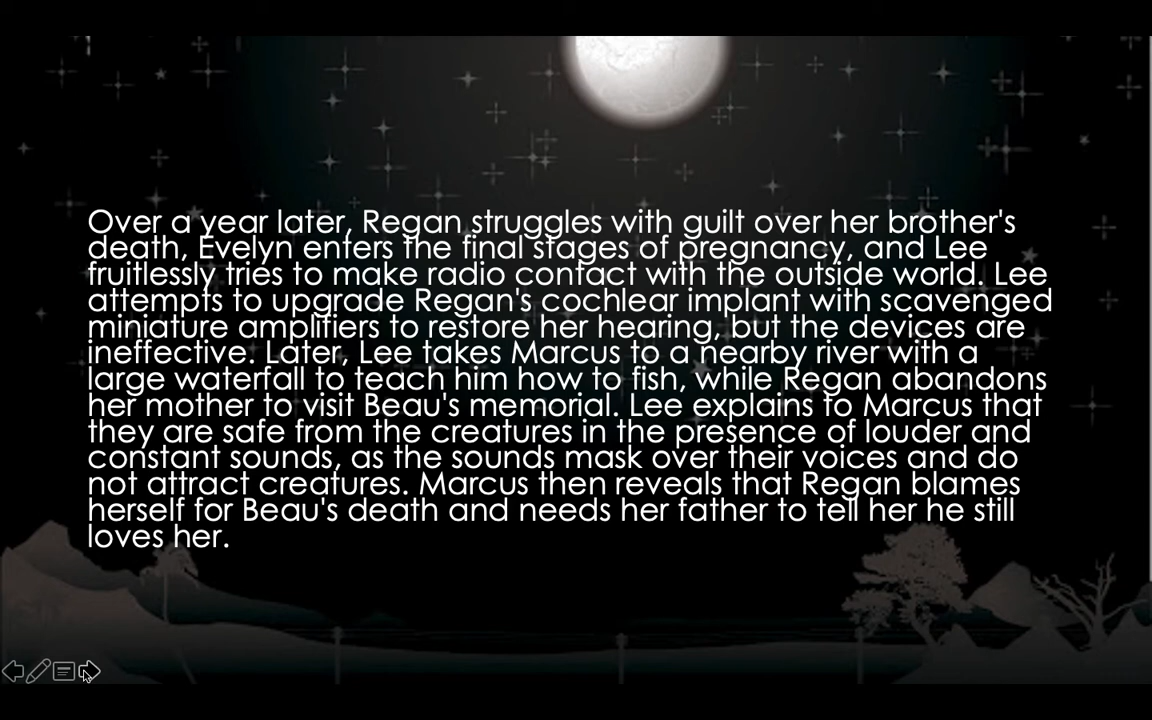 Over a year later, Regan struggles with guilt over her brother's
death, Evelyn enters the final stages of pregnancy, and Lee
fruitlessly tries to make radio contact with the outside world. Lee
attempts to upgrade Regan's cochlear implant with scavenged
miniature amplifiers to restore her hearing, but the devices are
ineffective. Later, Lee takes Marcus to a nearby river with a
large waterfall to teach him how to fish, while Regan abandons
her mother to visit Beau's memorial. Lee explains to Marcus that
they are safe from the creatures in the presence of louder and
constant sounds, as the sounds mask over their voices and do
not attract creatures. Marcus then reveals that Regan blames
herself for Beau's death and needs her father to tell her he still
loves her.